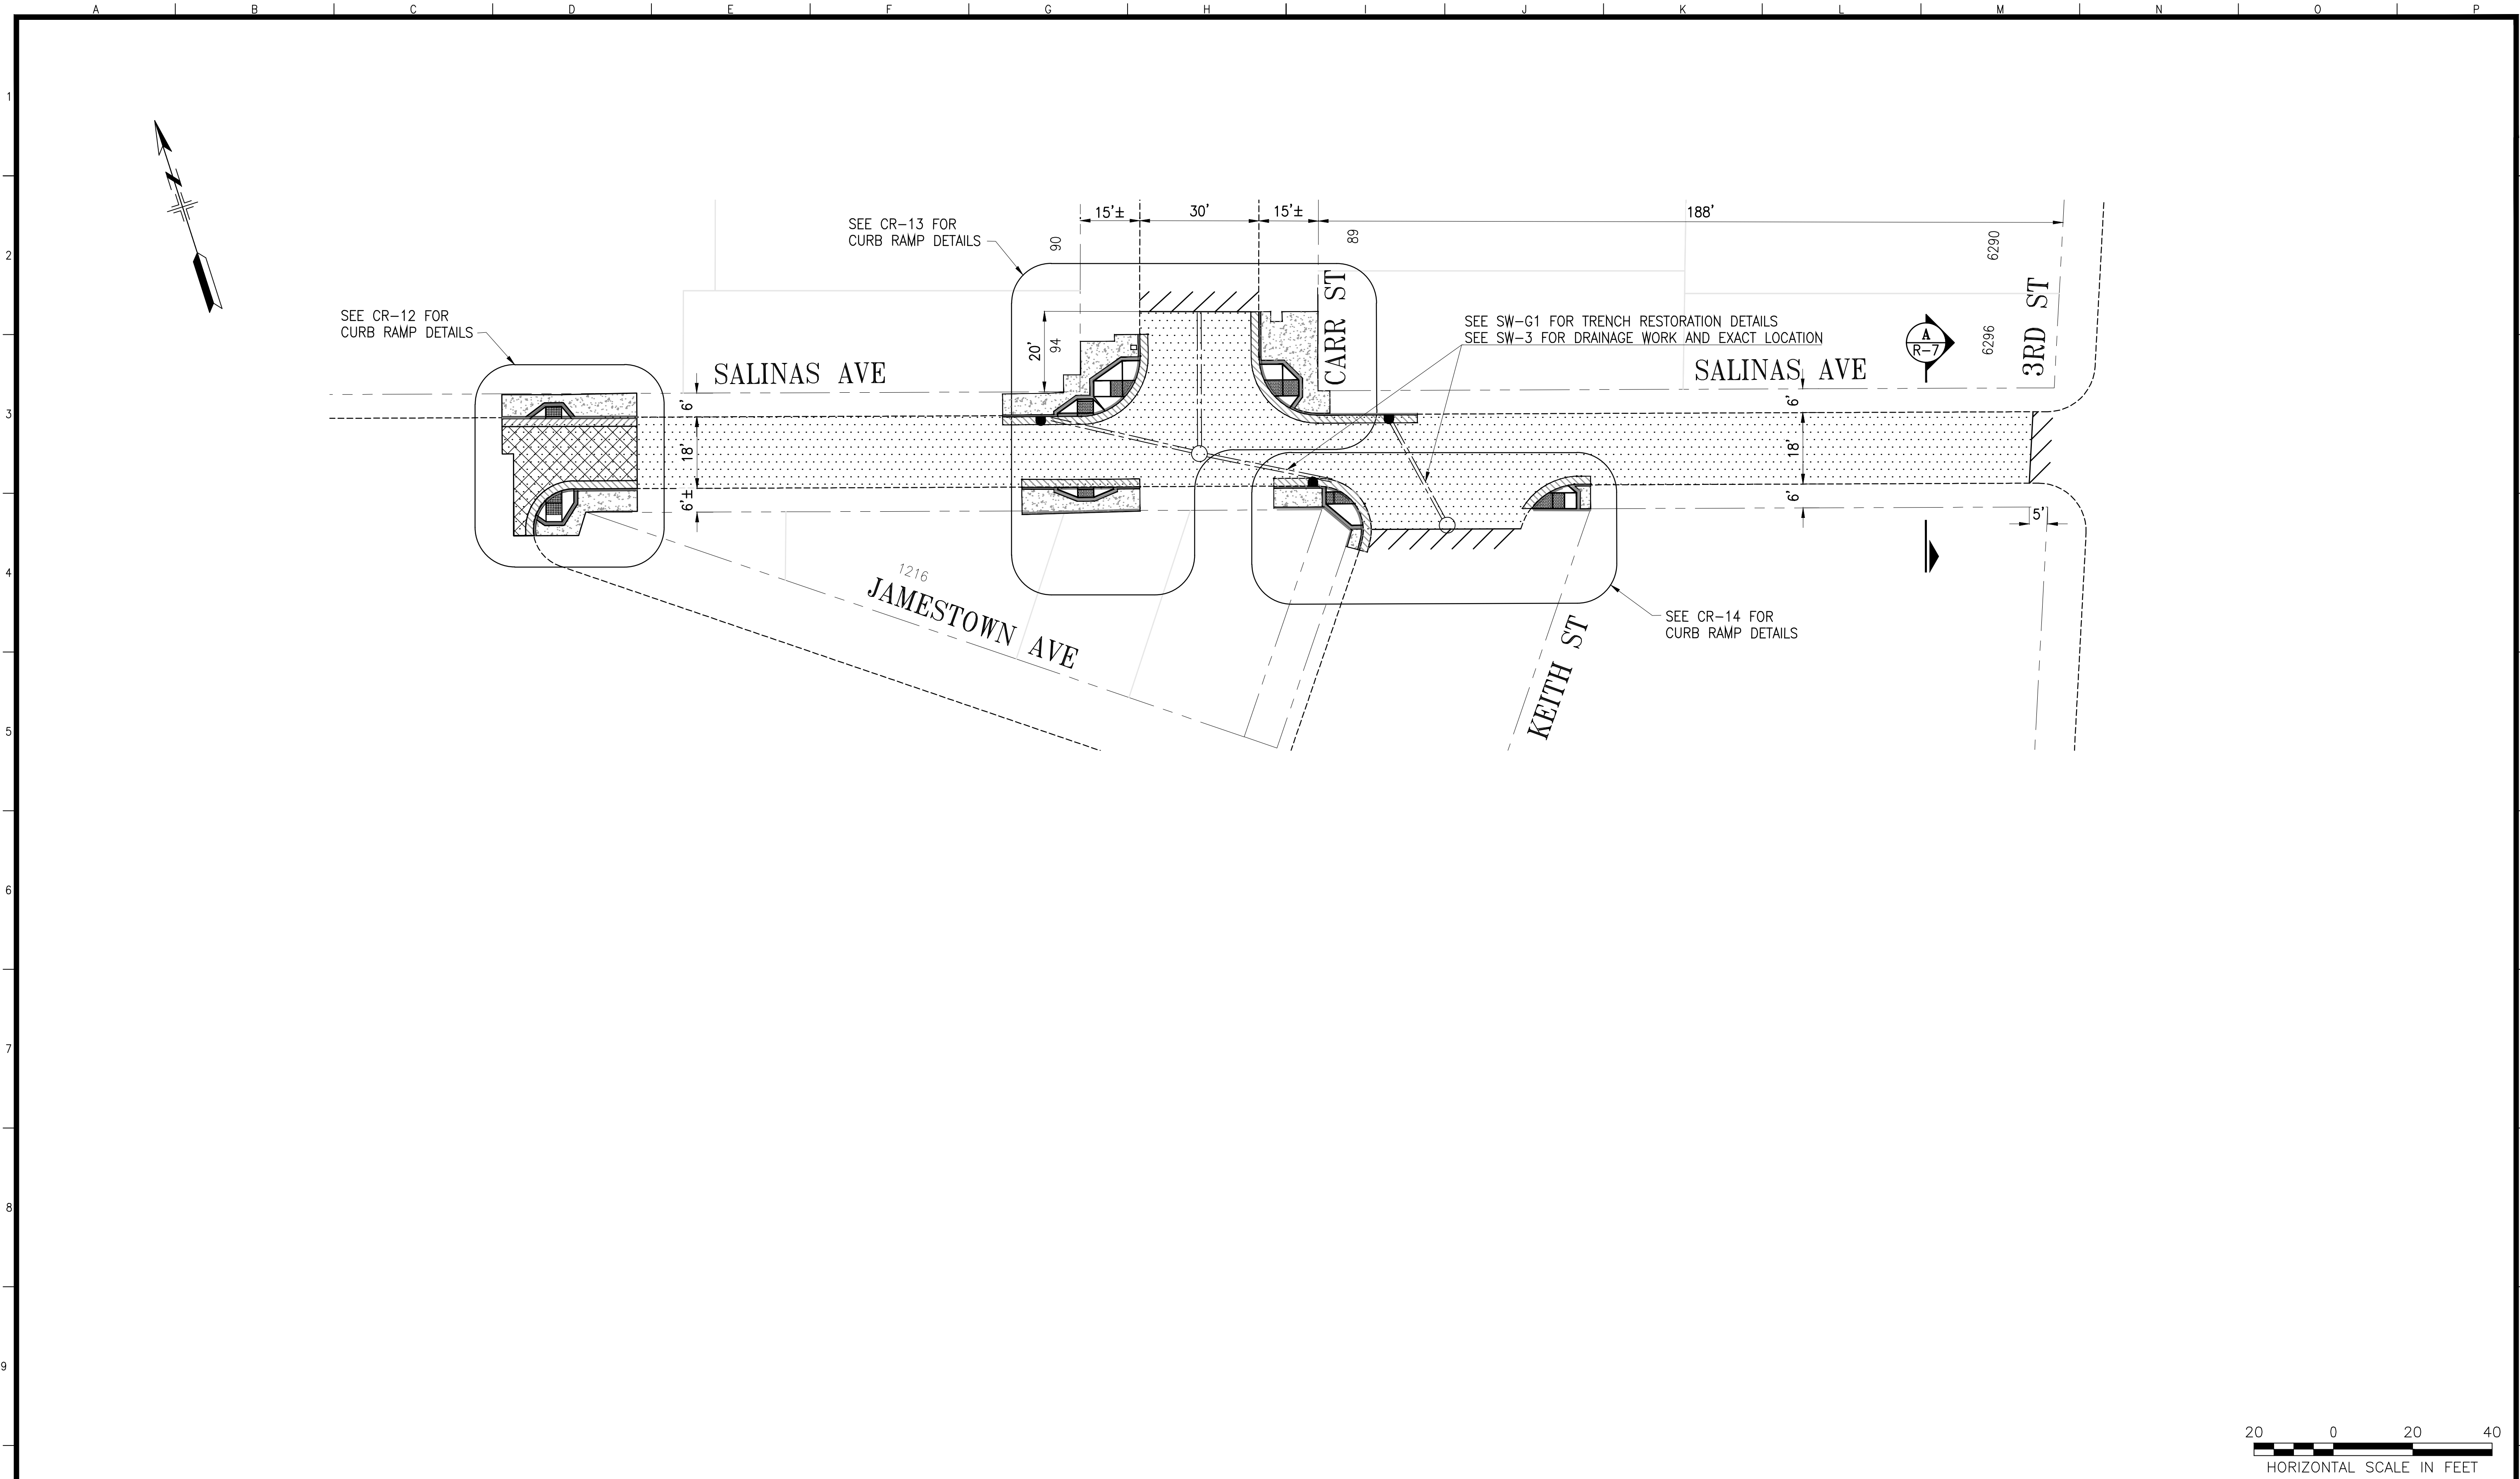 A B C D E F G H I J K L M N O P
1
2
3
4
5
6
7
8
9
N
SEE CR-13 FOR
CURB RAMP DETAILS
15'±
30'
15'±
188'
90
89
6290
SEE CR-12 FOR
CURB RAMP DETAILS
20'
94
CARR ST
SEE SW-G1 FOR TRENCH RESTORATION DETAILS
SEE SW-3 FOR DRAINAGE WORK AND EXACT LOCATION
A
R-7
6296
3RD ST
SALINAS AVE
SALINAS AVE
6'
18'
6'±
6'
18'
6'
5'
1216
JAMESTOWN AVE
KEITH ST
SEE CR-14 FOR
CURB RAMP DETAILS
20 0 20 40
HORIZONTAL SCALE IN FEET